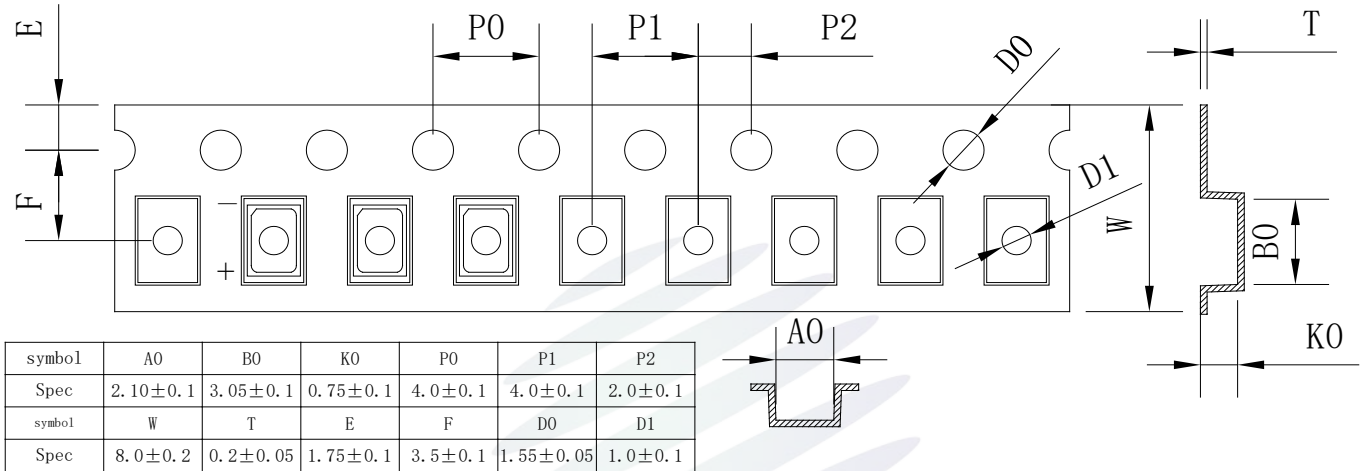 E
P0
P1
P2
D0
T
F
−
+
D1
W
B0
A0
K0
symbol A0 B0 K0 P0 P1 P2
Spec 2.10±0.1 3.05±0.1 0.75±0.1 4.0±0.1 4.0±0.1 2.0±0.1
symbol W T E F D0 D1
Spec 8.0±0.2 0.2±0.05 1.75±0.1 3.5±0.1 1.55±0.05 1.0±0.1